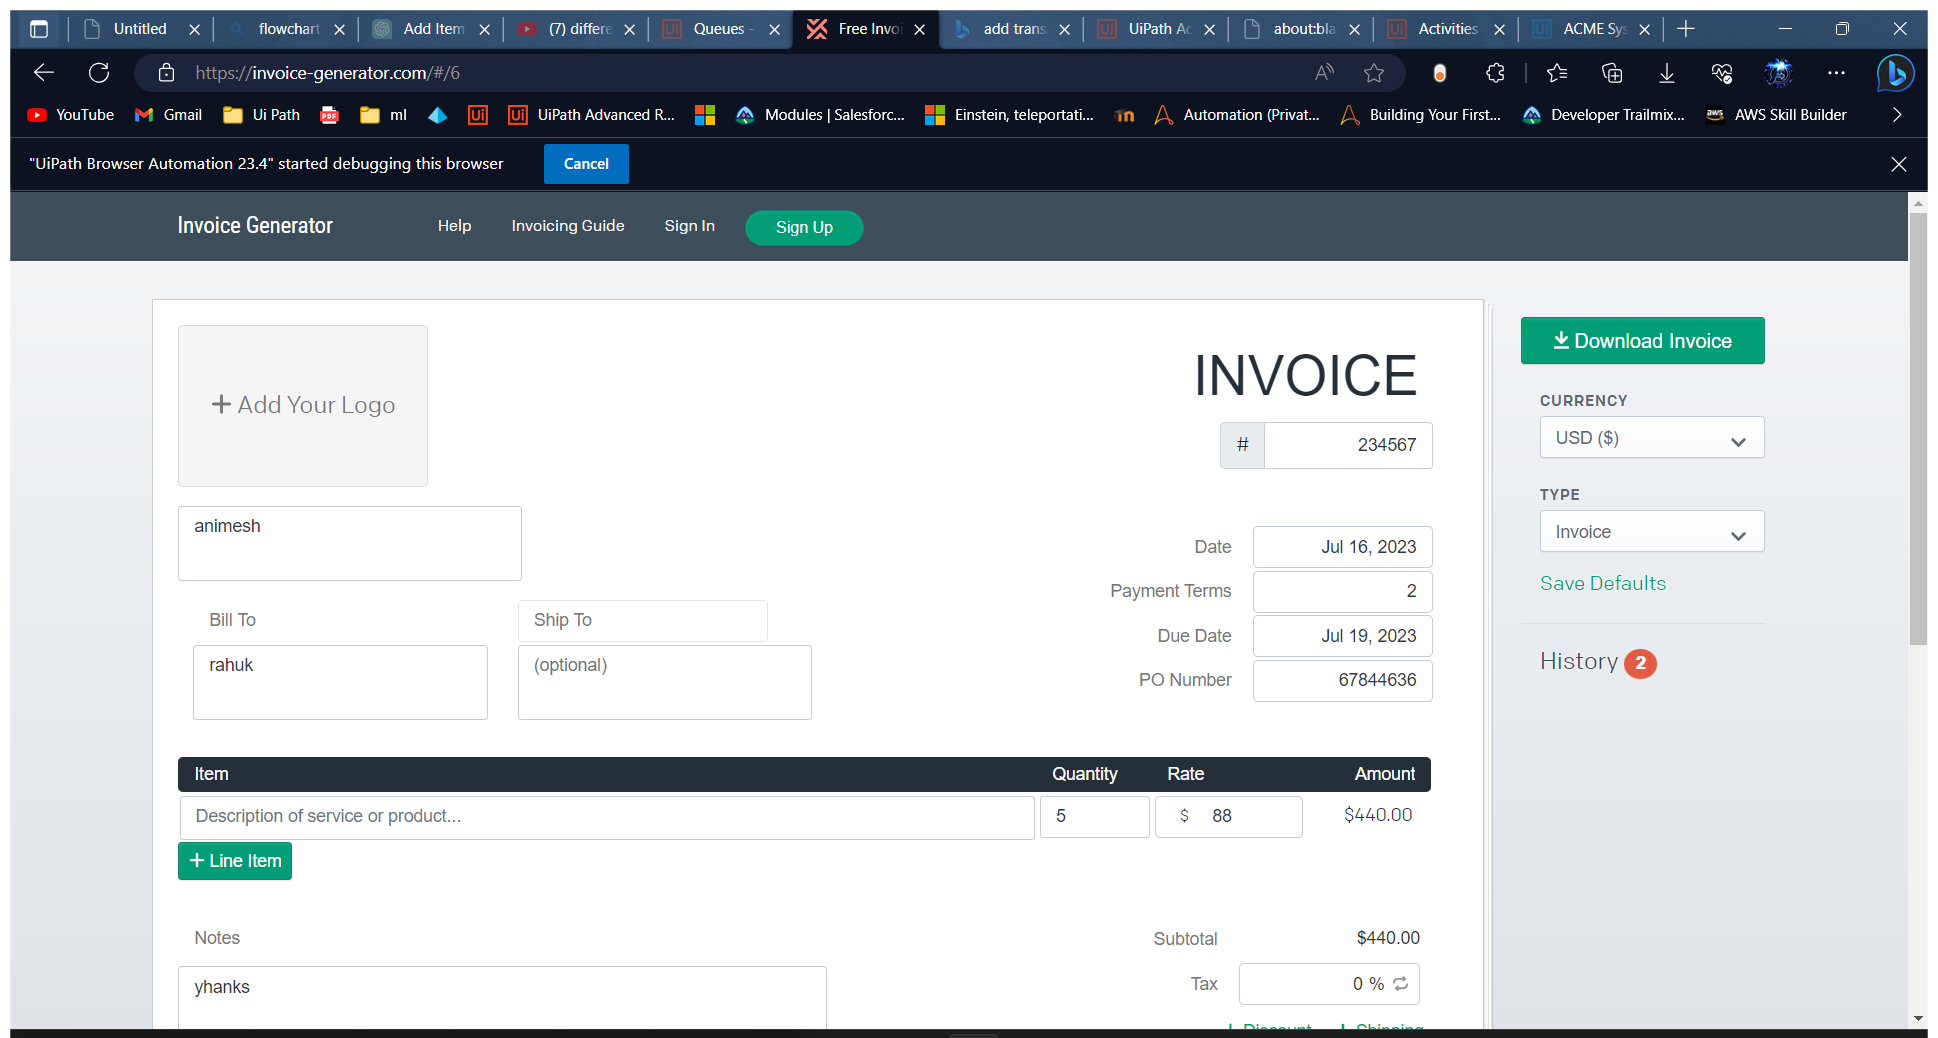 Untitled flowchart Add Item (7) differe Queues - Free Invoi add trans UiPath Ac about:bla Activities ACME Sys
https://invoice-generator.com/#/6
YouTube Gmail Ui Path PDF ml Ui UiPath Advanced R... Modules | Salesforc... Einstein, teleportati... Automation (Privat... Building Your First... Developer Trailmix... aws AWS Skill Builder
"UiPath Browser Automation 23.4" started debugging this browser Cancel
Invoice Generator Help Invoicing Guide Sign In Sign Up
Download Invoice
+ Add Your Logo
INVOICE
# 234567
CURRENCY
USD ($)
TYPE
Invoice
Save Defaults
History 2
animesh
Date Jul 16, 2023
Payment Terms 2
Due Date Jul 19, 2023
PO Number 67844636
Bill To Ship To
rahuk (optional)
Item Quantity Rate Amount
Description of service or product... 5 $ 88 $440.00
+ Line Item
Notes
yhanks
Subtotal $440.00
Tax 0 %
Discount Shipping